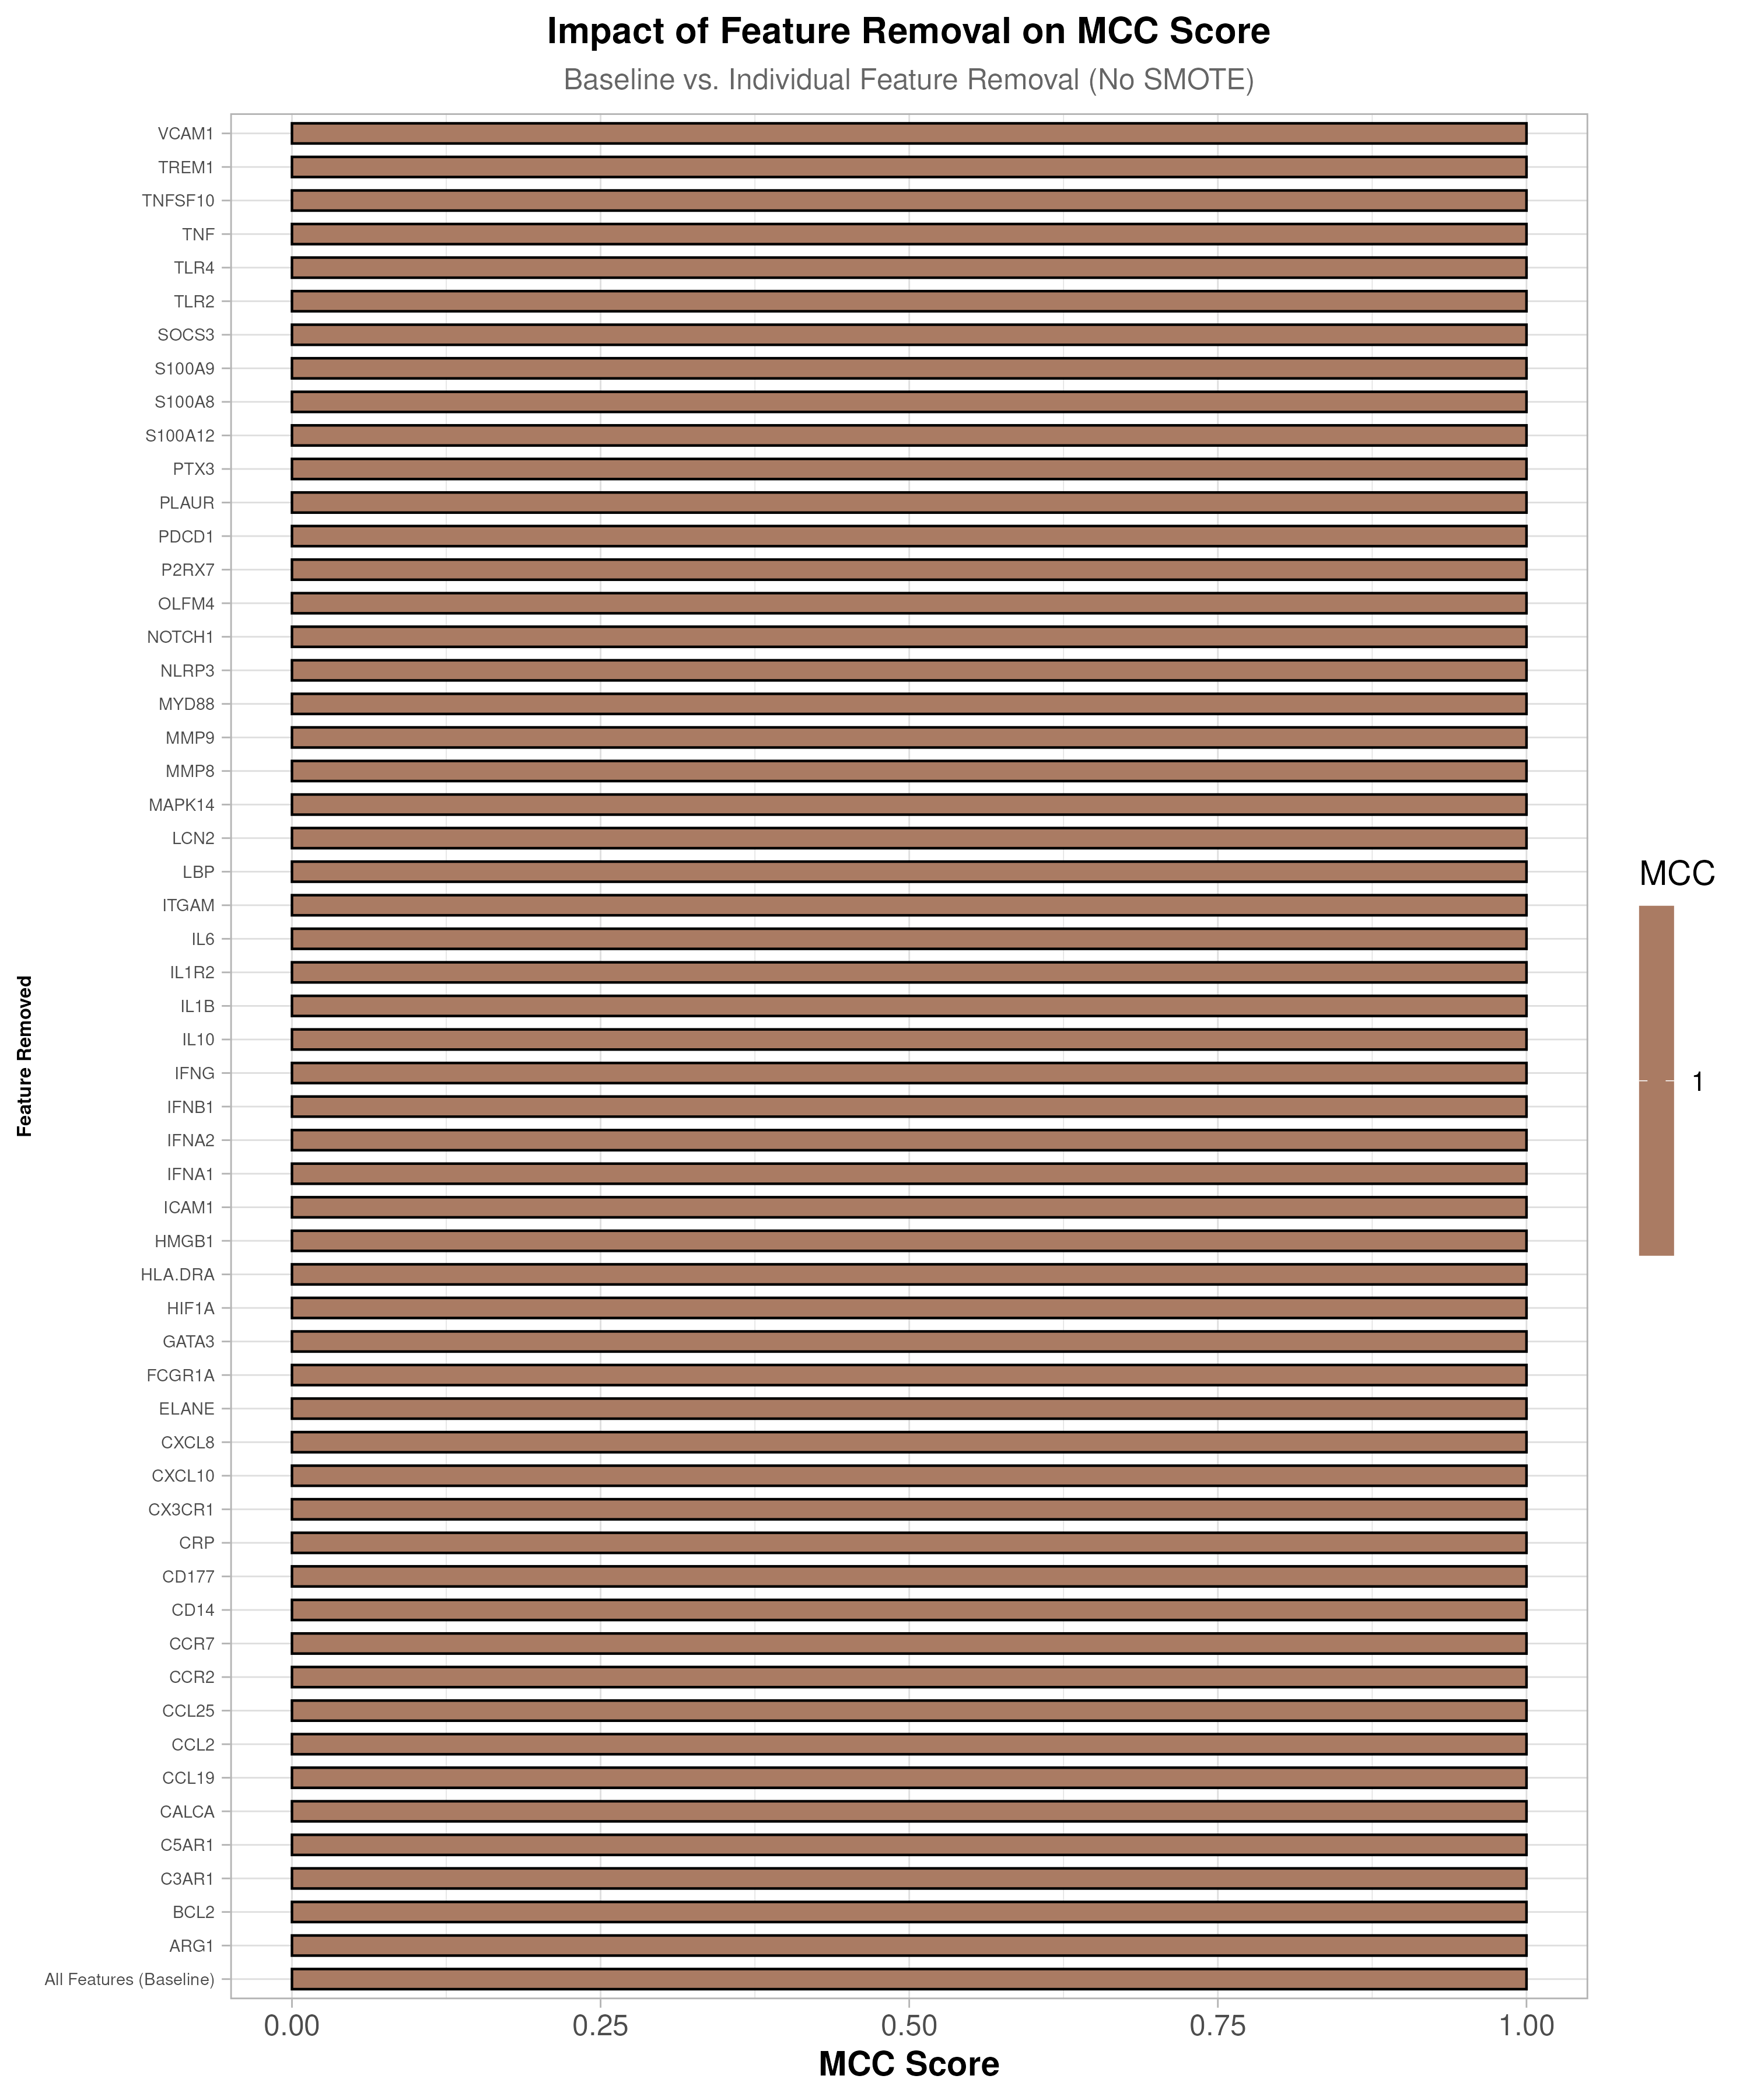 Impact of Feature Removal on MCC Score
Baseline vs. Individual Feature Removal (No SMOTE)
VCAM1
TREM1
TNFSF10
TNF
TLR4
TLR2
SOCS3
S100A9
S100A8
S100A12
PTX3
PLAUR
PDCD1
P2RX7
OLFM4
NOTCH1
NLRP3
MYD88
MMP9
MMP8
MAPK14
LCN2
LBP
ITGAM
IL6
IL1R2
IL1B
IL10
IFNG
IFNB1
IFNA2
IFNA1
ICAM1
HMGB1
HLA.DRA
HIF1A
GATA3
FCGR1A
ELANE
CXCL8
CXCL10
CX3CR1
CRP
CD177
CD14
CCR7
CCR2
CCL25
CCL2
CCL19
CALCA
C5AR1
C3AR1
BCL2
ARG1
All Features (Baseline)
Feature Removed
0.00 0.25 0.50 0.75 1.00
MCC Score
MCC
1